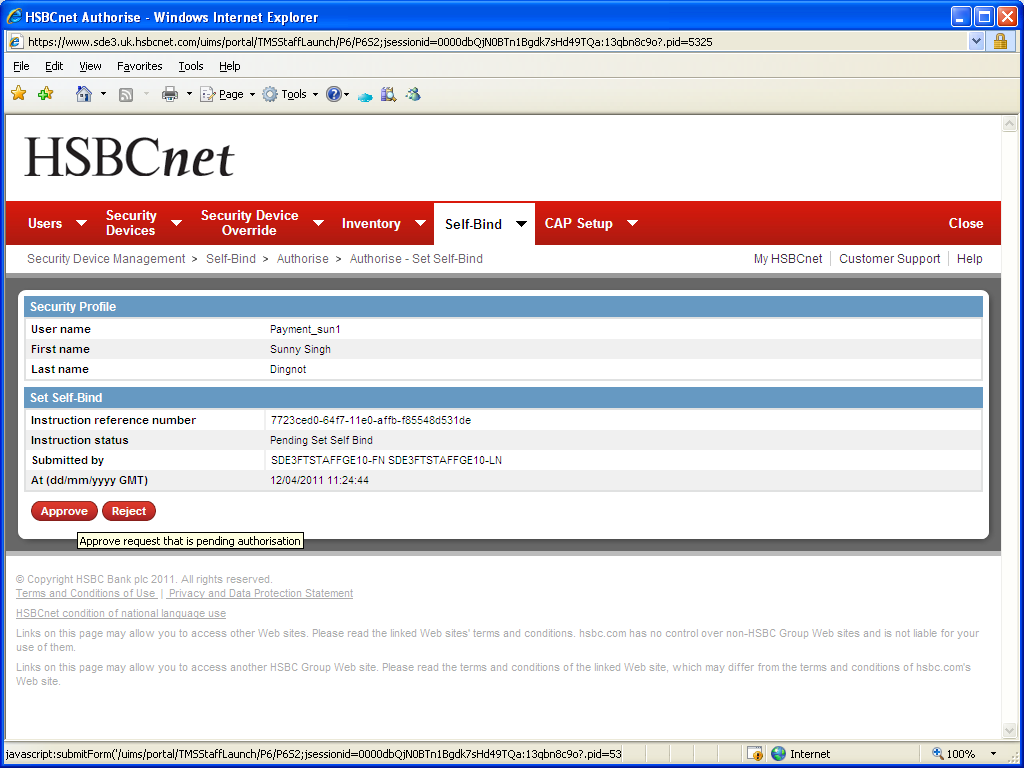 HSBCnet Authorise - Windows Internet Explorer
https://www.sde3.uk.hsbcnet.com/uims/portal/TMSStaffLaunch/P6/P6S2;jsessionid=0000dbQjN0BTn1Bgdk7sHd49TQa:13qbn8c9o?.pid=5325
File Edit View Favorites Tools Help
Page Tools
HSBCnet
Users Security Devices Security Device Override Inventory Self-Bind CAP Setup Close
Security Device Management > Self-Bind > Authorise > Authorise - Set Self-Bind My HSBCnet Customer Support Help
Security Profile
User name Payment_sun1
First name Sunny Singh
Last name Dingnot
Set Self-Bind
Instruction reference number 7723ced0-64f7-11e0-affb-f85548d531de
Instruction status Pending Set Self Bind
Submitted by SDE3FTSTAFFGE10-FN SDE3FTSTAFFGE10-LN
At (dd/mm/yyyy GMT) 12/04/2011 11:24:44
Approve Reject
Approve request that is pending authorisation
© Copyright HSBC Bank plc 2011. All rights reserved.
Terms and Conditions of Use | Privacy and Data Protection Statement
HSBCnet condition of national language use
Links on this page may allow you to access other Web sites. Please read the linked Web sites' terms and conditions. hsbc.com has no control over non-HSBC Group Web sites and is not liable for your
use of them.
Links on this page may allow you to access another HSBC Group Web site. Please read the terms and conditions of the linked Web site, which may differ from the terms and conditions of hsbc.com's
Web site.
javascript:submitForm('/uims/portal/TMSStaffLaunch/P6/P6S2;jsessionid=0000dbQjN0BTn1Bgdk7sHd49TQa:13qbn8c9o?.pid=53 Internet 100%